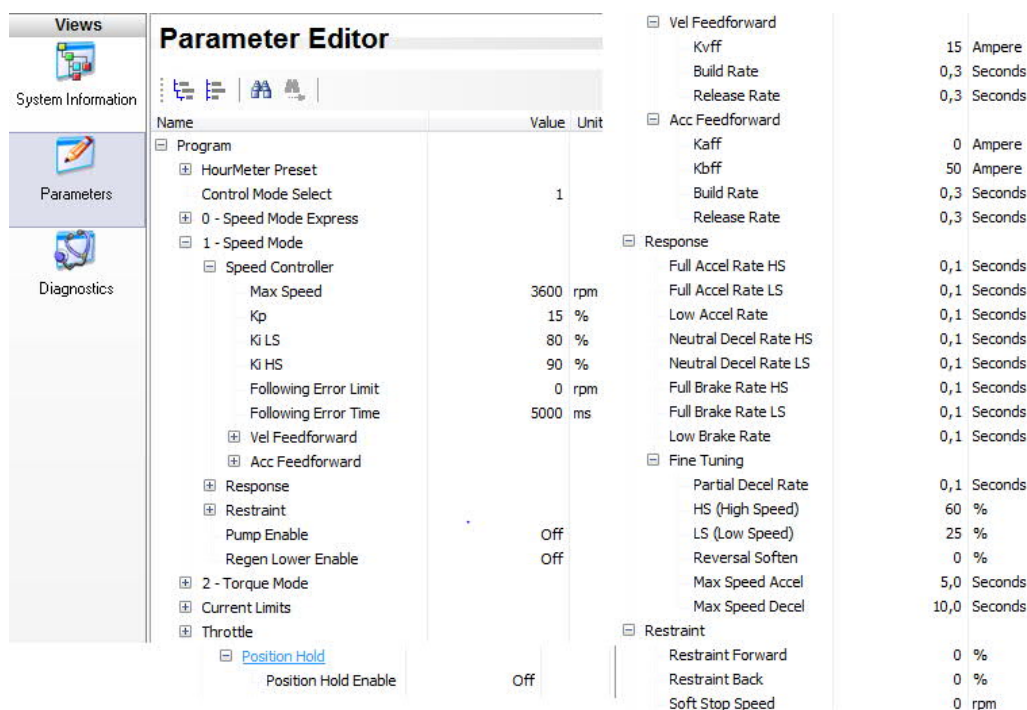 Views
System Information
Parameters
Diagnostics
Parameter Editor
Name Value Unit
Program
HourMeter Preset
Control Mode Select 1
0 - Speed Mode Express
1 - Speed Mode
Speed Controller
Max Speed 3600 rpm
Kp 15 %
Ki LS 80 %
Ki HS 90 %
Following Error Limit 0 rpm
Following Error Time 5000 ms
Vel Feedforward
Acc Feedforward
Response
Restraint
Pump Enable Off
Regen Lower Enable Off
2 - Torque Mode
Current Limits
Throttle
Position Hold
Position Hold Enable Off
Vel Feedforward
Kvff 15 Ampere
Build Rate 0,3 Seconds
Release Rate 0,3 Seconds
Acc Feedforward
Kaff 0 Ampere
Kbff 50 Ampere
Build Rate 0,3 Seconds
Release Rate 0,3 Seconds
Response
Full Accel Rate HS 0,1 Seconds
Full Accel Rate LS 0,1 Seconds
Low Accel Rate 0,1 Seconds
Neutral Decel Rate HS 0,1 Seconds
Neutral Decel Rate LS 0,1 Seconds
Full Brake Rate HS 0,1 Seconds
Full Brake Rate LS 0,1 Seconds
Low Brake Rate 0,1 Seconds
Fine Tuning
Partial Decel Rate 0,1 Seconds
HS (High Speed) 60 %
LS (Low Speed) 25 %
Reversal Soften 0 %
Max Speed Accel 5,0 Seconds
Max Speed Decel 10,0 Seconds
Restraint
Restraint Forward 0 %
Restraint Back 0 %
Soft Stop Speed 0 rpm